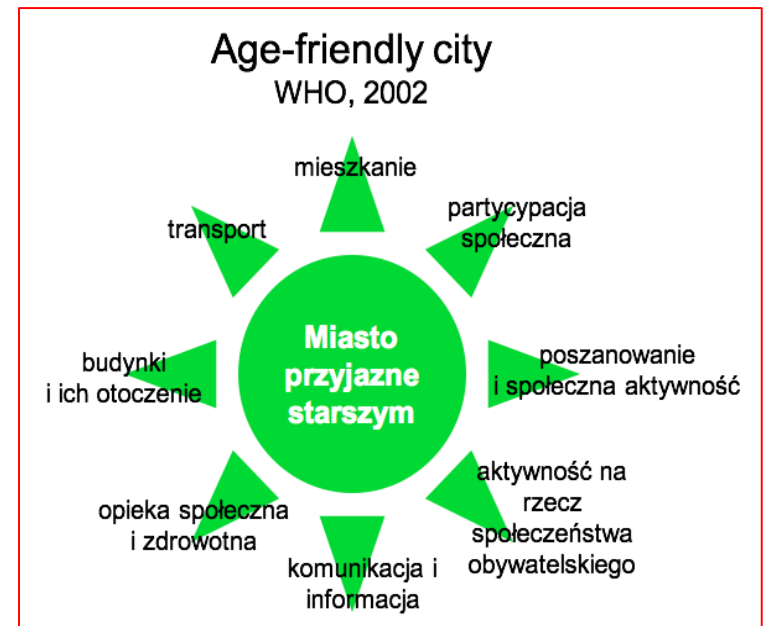 Age-friendly city
WHO, 2002
mieszkanie
partycypacja
społeczna
transport
Miasto
przyjazne
starszym
poszanowanie
i społeczna aktywność
budynki
i ich otoczenie
aktywność na
rzecz
społeczeństwa
obywatelskiego
opieka społeczna
i zdrowotna
komunikacja i
informacja